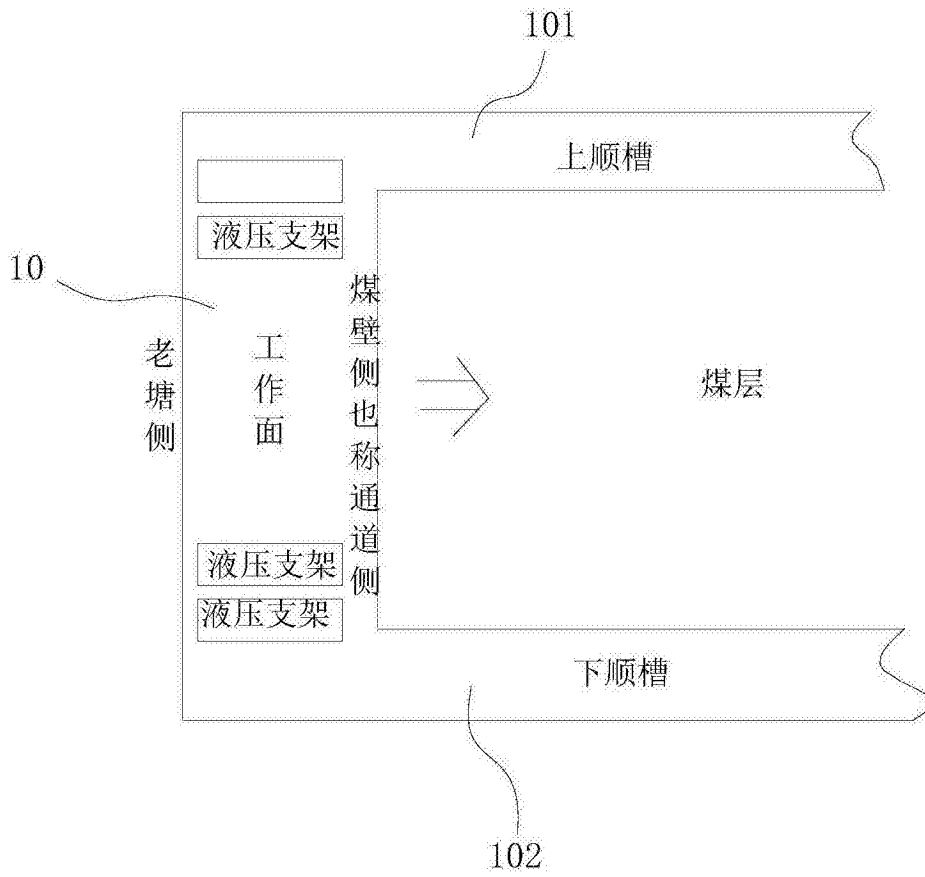 101
上顺槽
液压支架
10
老塘侧
工作面
煤壁侧也称通道侧
煤层
液压支架
液压支架
下顺槽
102